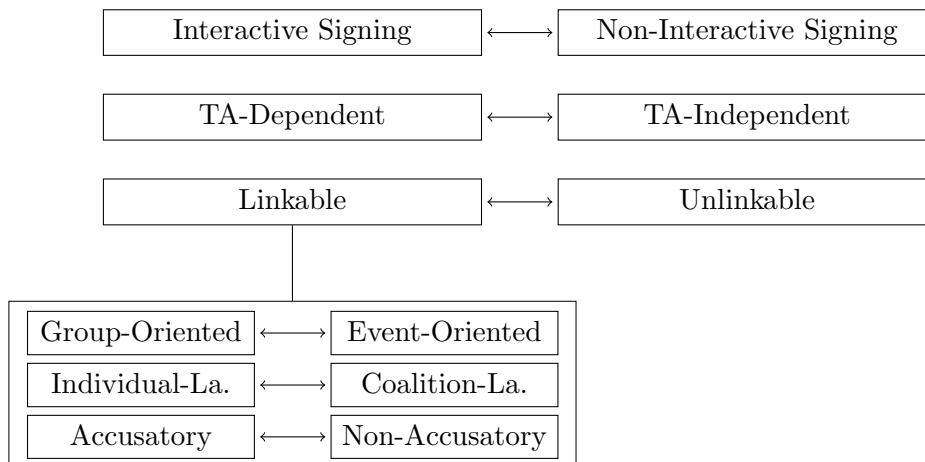 Interactive Signing Non-Interactive Signing
TA-Dependent TA-Independent
Linkable Unlinkable
Group-Oriented Event-Oriented
Individual-La. Coalition-La.
Accusatory Non-Accusatory